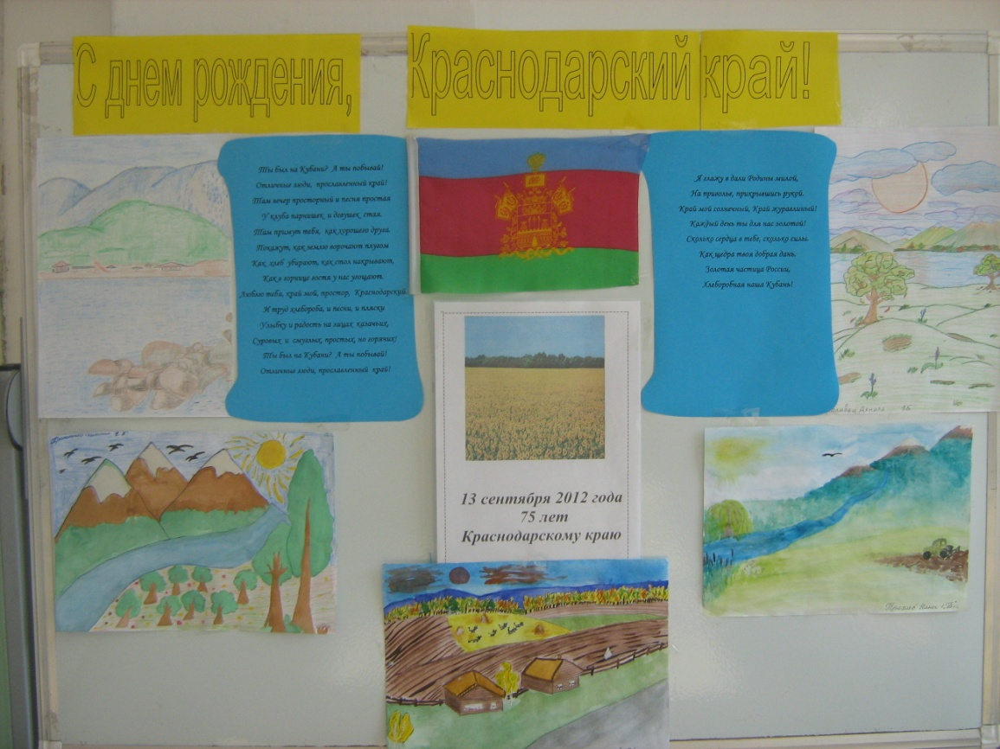 С днем рождения,
Краснодарский край!
Ты был на Кубани? А ты побывай!
Отличные люди, прославленный край!
Там вечер просторный и песня простая
У клуба парнишек и девушек стая.
Там примут тебя, как хорошего друга.
Покажут, как землю ворочают плугом
Как хлеб убирают, как стол накрывают,
Как в горнице гостя у нас угощают.
Люблю тебя, край мой, простор, Краснодарский
И труд хлебороба, и песни, и пляски
Улыбку и радость на лицах казачьих
Суровых и смуглых, простых, но горячих!
Ты был на Кубани? А ты побывай!
Отличные люди, прославленный край!
Я гляжу в дали Родины милой,
На приволье, прикрывшись рукой.
Край мой солнечный, Край журавлиный!
Каждый день ты для нас золотой!
Сколько сердца в тебе, сколько силы.
Как щедра твоя добрая дань.
Золотая частица России,
Хлеборобная наша Кубань!
13 сентября 2012 года
75 лет
Краснодарскому краю